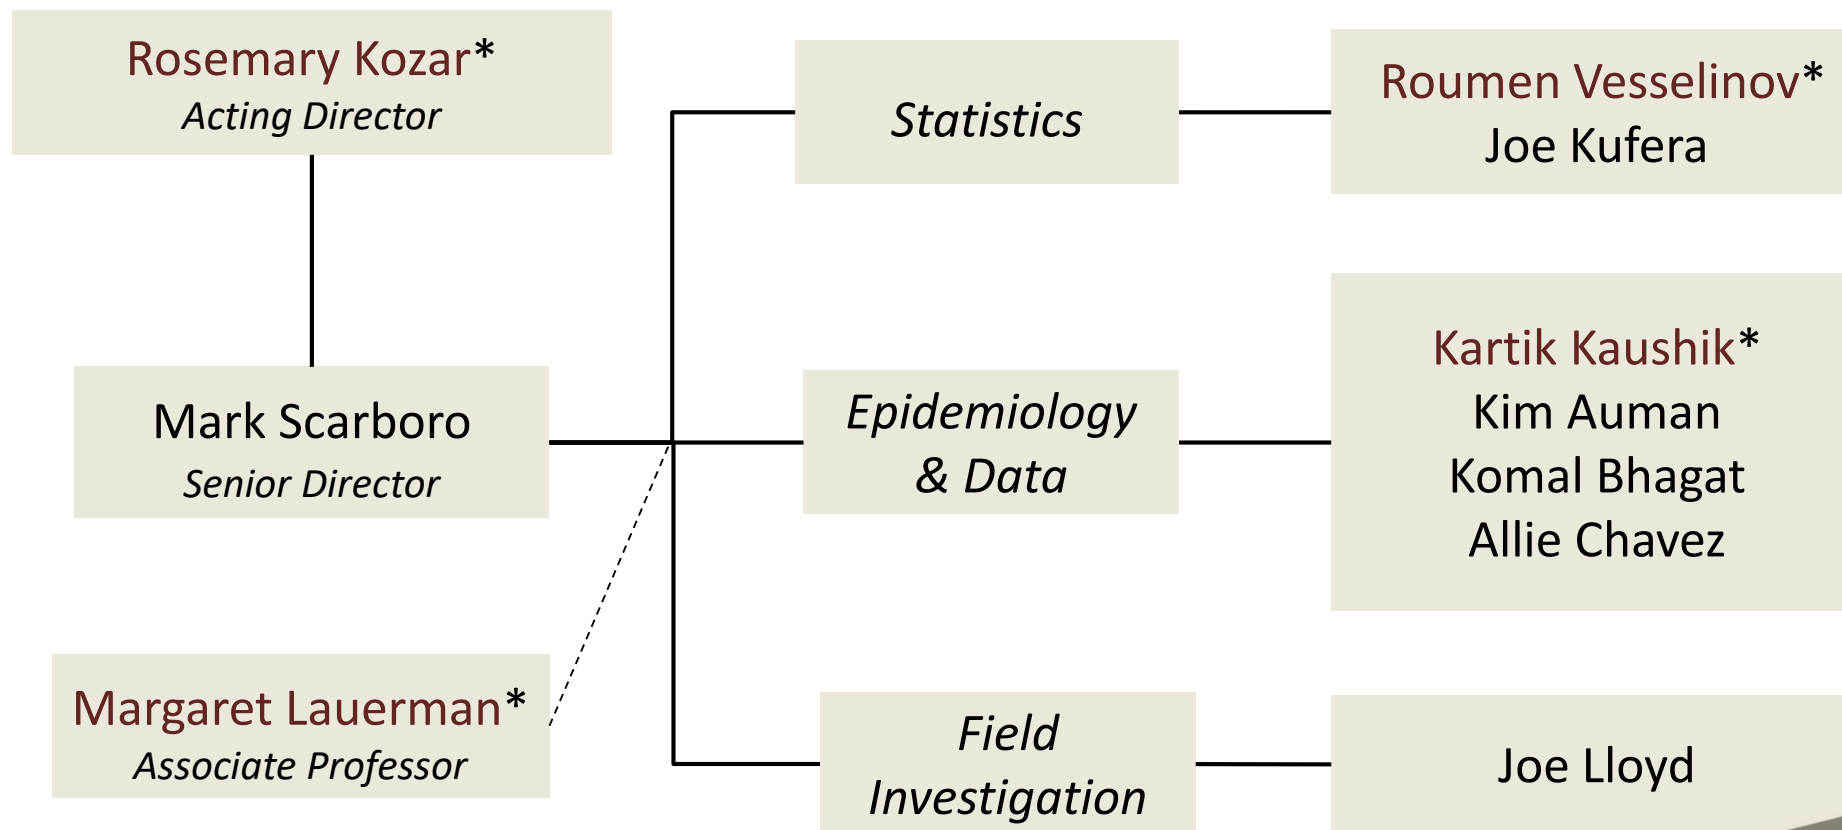 Rosemary Kozar*
Acting Director
Mark Scarboro
Senior Director
Margaret Lauerman*
Associate Professor
Statistics
Epidemiology
& Data
Field
Investigation
Roumen Vesselinov*
Joe Kufera
Kartik Kaushik*
Kim Auman
Komal Bhagat
Allie Chavez
Joe Lloyd